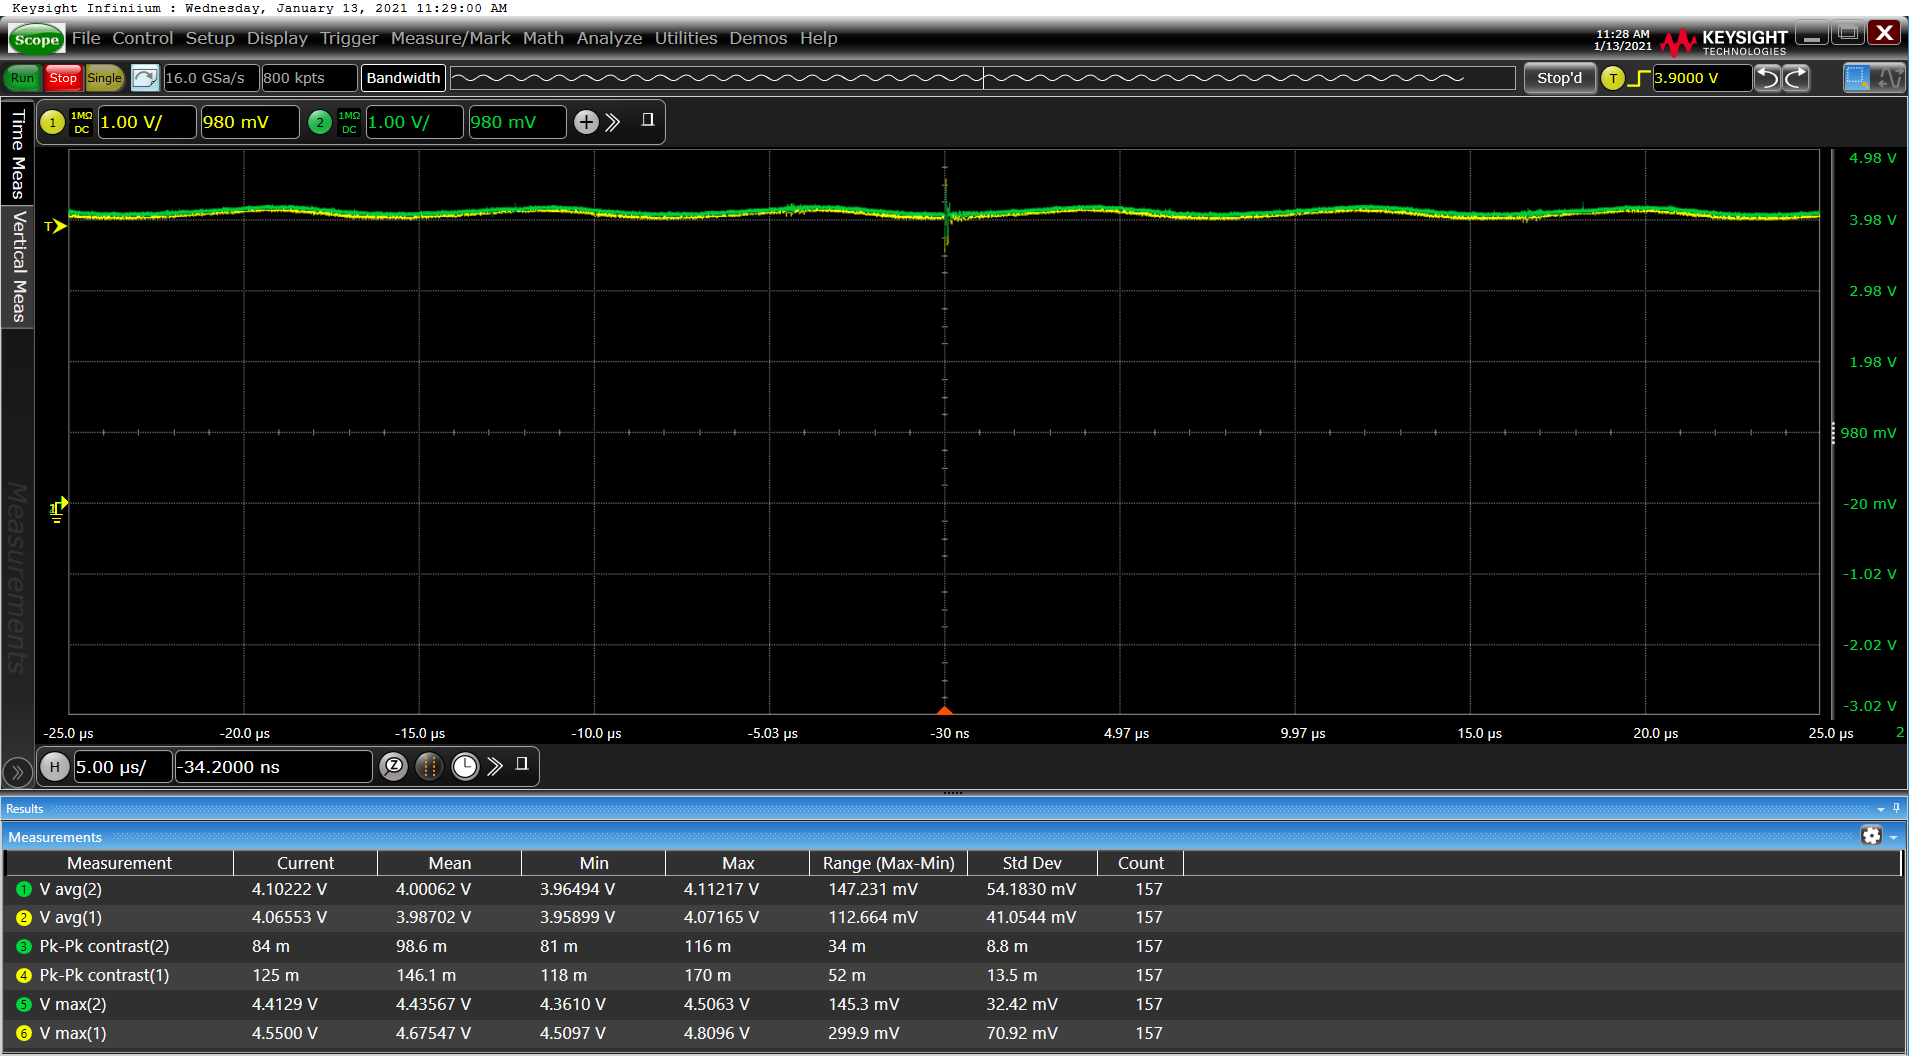 Keysight Infiniium : Wednesday, January 13, 2021 11:29:00 AM
Scope File Control Setup Display Trigger Measure/Mark Math Analyze Utilities Demos Help
11:28 AM
1/13/2021
KEYSIGHT
TECHNOLOGIES
Run Stop Single 16.0 GSa/s 800 kpts Bandwidth Stop'd T 3.9000 V
1 1MΩ DC 1.00 V/ 980 mV 2 1MΩ DC 1.00 V/ 980 mV
Time Meas
Vertical Meas
Measurements
T
4.98 V
3.98 V
2.98 V
1.98 V
980 mV
-20 mV
-1.02 V
-2.02 V
-3.02 V
-25.0 µs -20.0 µs -15.0 µs -10.0 µs -5.03 µs -30 ns 4.97 µs 9.97 µs 15.0 µs 20.0 µs 25.0 µs 2
H 5.00 µs/ -34.2000 ns Z
Results
Measurements
Measurement Current Mean Min Max Range (Max-Min) Std Dev Count
1 V avg(2) 4.10222 V 4.00062 V 3.96494 V 4.11217 V 147.231 mV 54.1830 mV 157
2 V avg(1) 4.06553 V 3.98702 V 3.95899 V 4.07165 V 112.664 mV 41.0544 mV 157
3 Pk-Pk contrast(2) 84 m 98.6 m 81 m 116 m 34 m 8.8 m 157
4 Pk-Pk contrast(1) 125 m 146.1 m 118 m 170 m 52 m 13.5 m 157
5 V max(2) 4.4129 V 4.43567 V 4.3610 V 4.5063 V 145.3 mV 32.42 mV 157
6 V max(1) 4.5500 V 4.67547 V 4.5097 V 4.8096 V 299.9 mV 70.92 mV 157